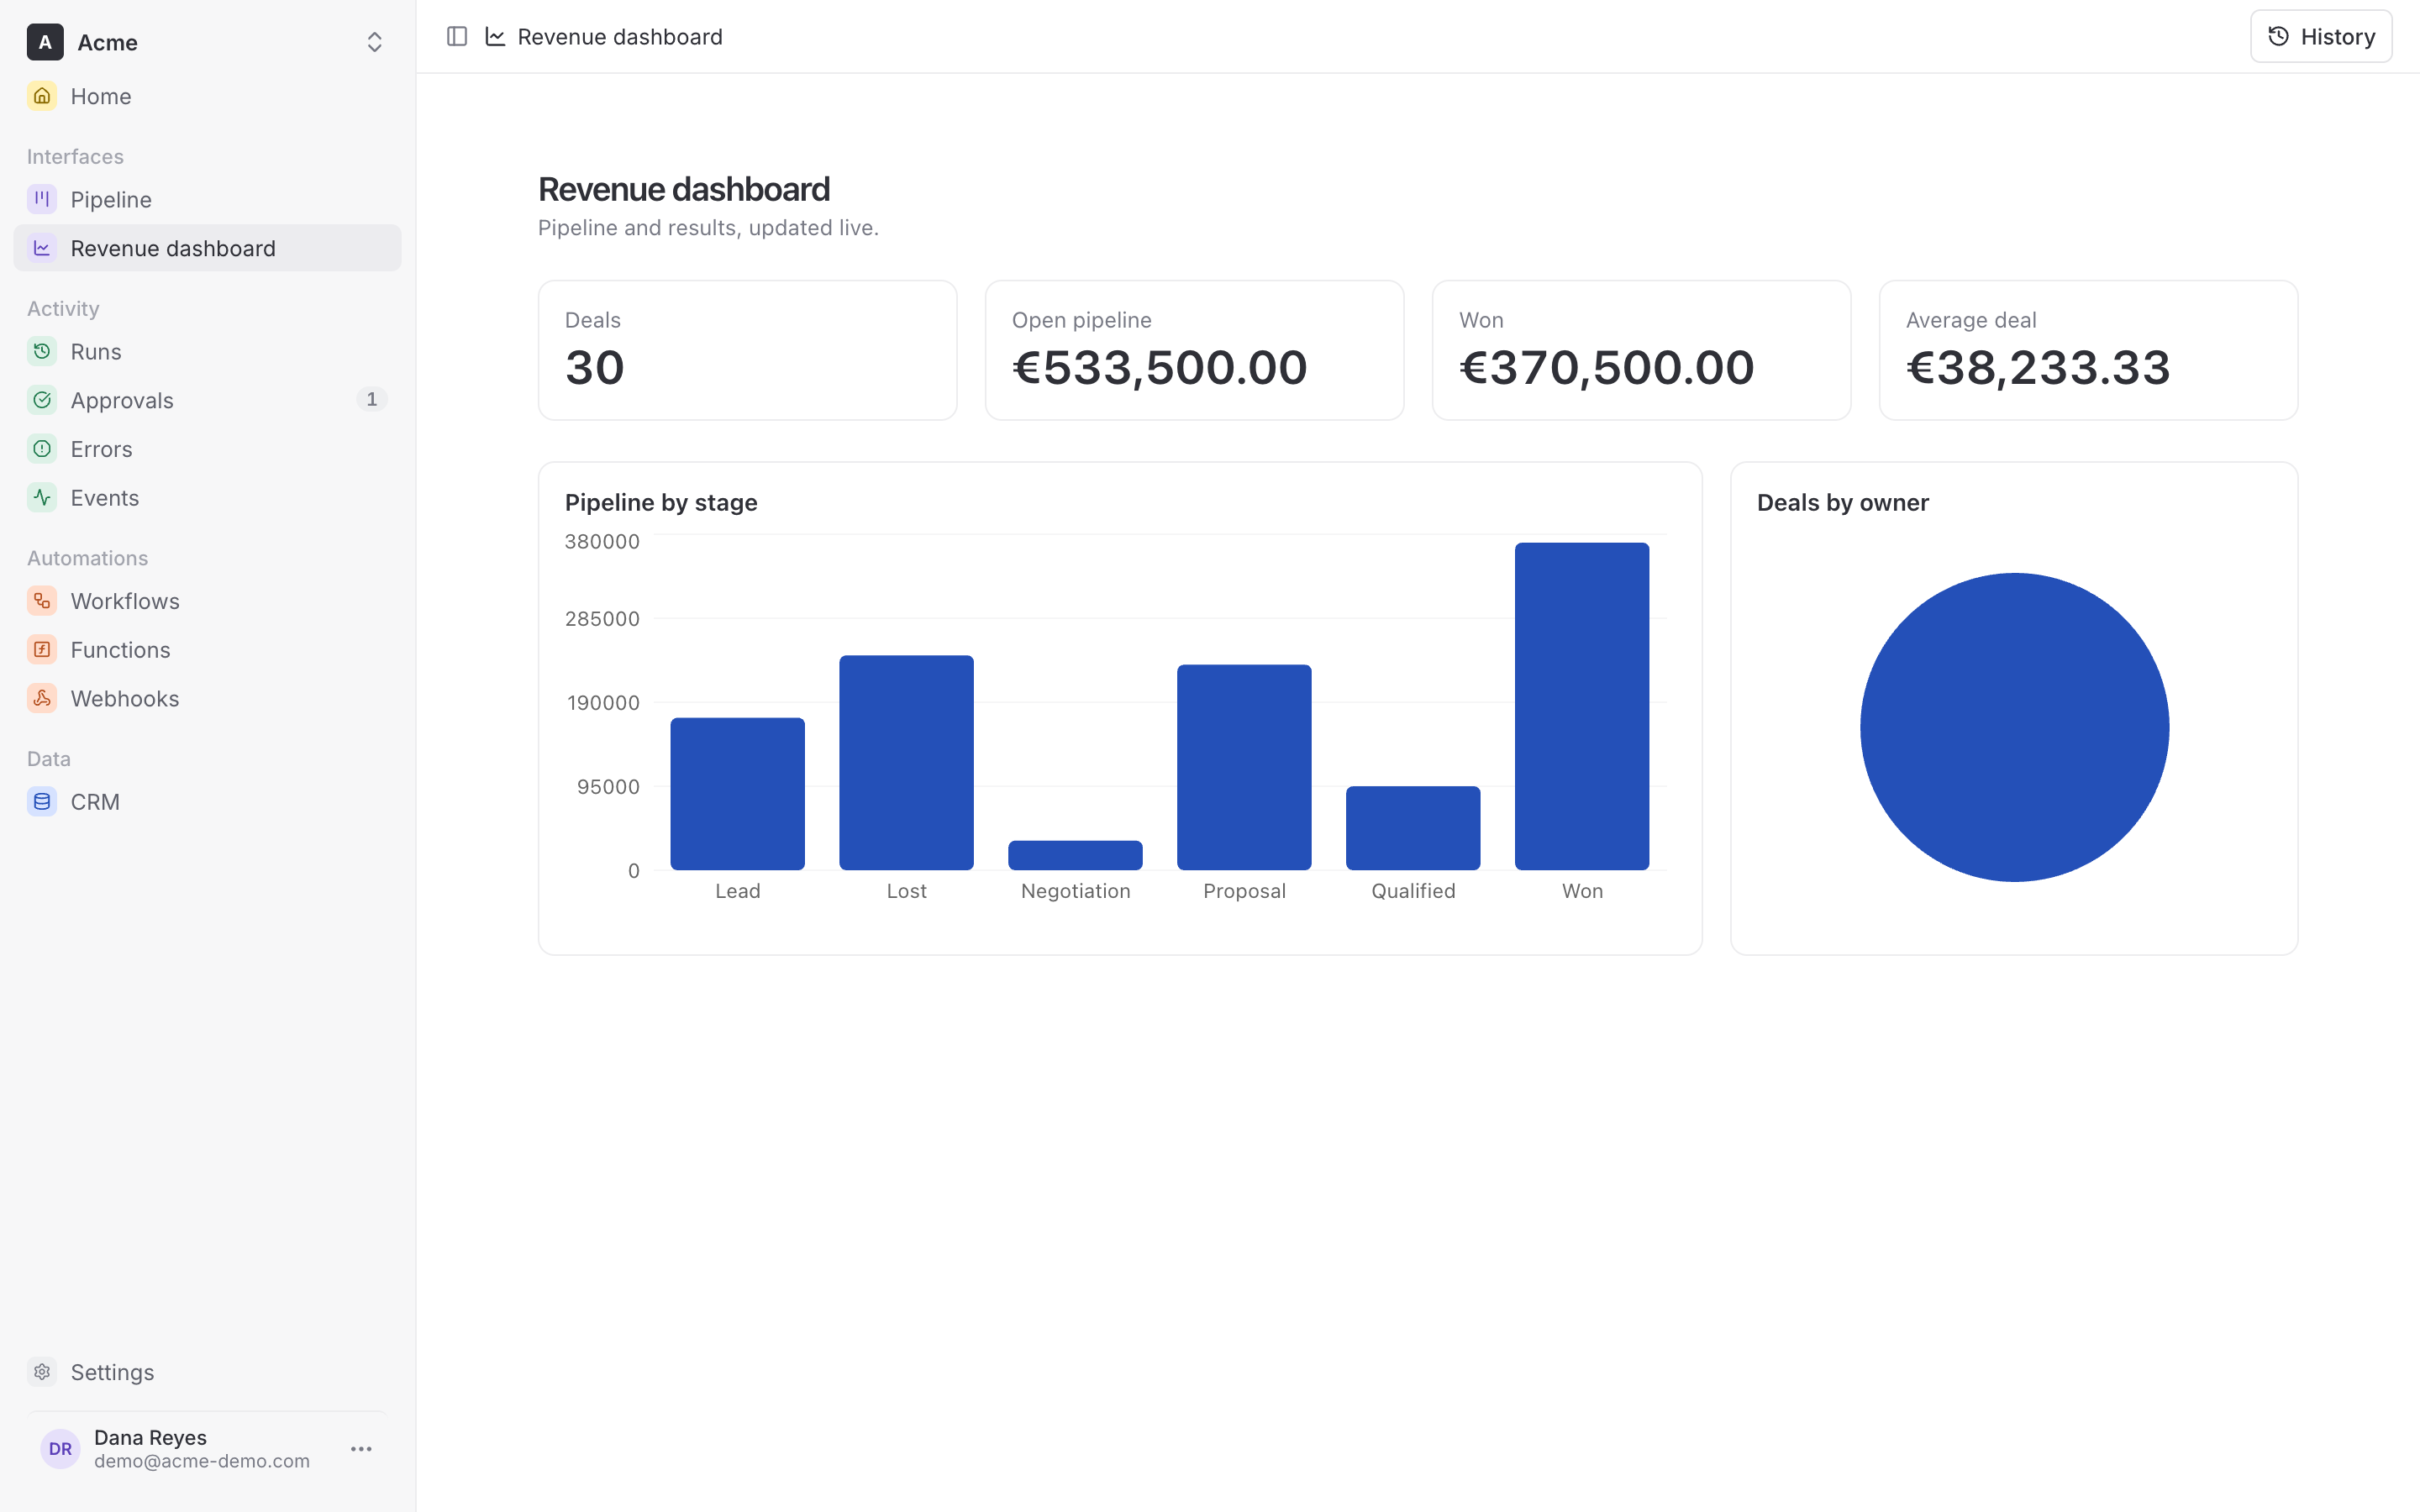 A Acme
Home
Interfaces
Pipeline
Revenue dashboard
Activity
Runs
Approvals 1
Errors
Events
Automations
Workflows
Functions
Webhooks
Data
CRM
Settings
DR Dana Reyes
demo@acme-demo.com
Revenue dashboard
History
Revenue dashboard
Pipeline and results, updated live.
Deals
30
Open pipeline
€533,500.00
Won
€370,500.00
Average deal
€38,233.33
Pipeline by stage
380000
285000
190000
95000
0
Lead Lost Negotiation Proposal Qualified Won
Deals by owner